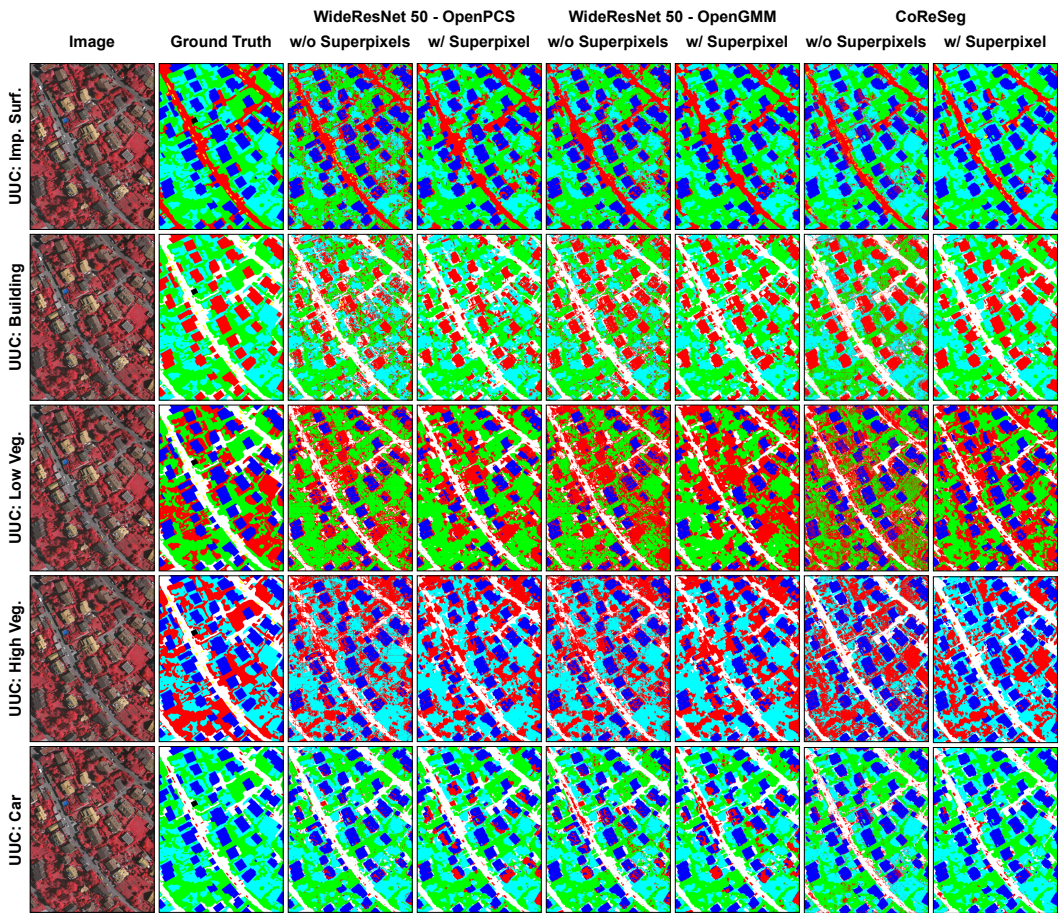 WideResNet 50 - OpenPCS WideResNet 50 - OpenGMM CoReSeg
Image Ground Truth w/o Superpixels w/ Superpixel w/o Superpixels w/ Superpixel w/o Superpixels w/ Superpixel
UUC: Imp. Surf.
UUC: Building
UUC: Low Veg.
UUC: High Veg.
UUC: Car